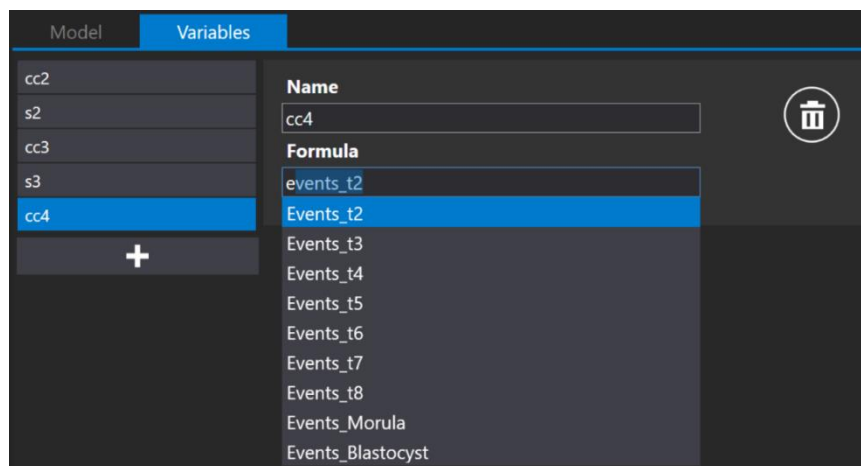 Model Variables
cc2
s2
cc3
s3
cc4
Name
cc4
Formula
events_t2
Events_t2
Events_t3
Events_t4
Events_t5
Events_t6
Events_t7
Events_t8
Events_Morula
Events_Blastocyst